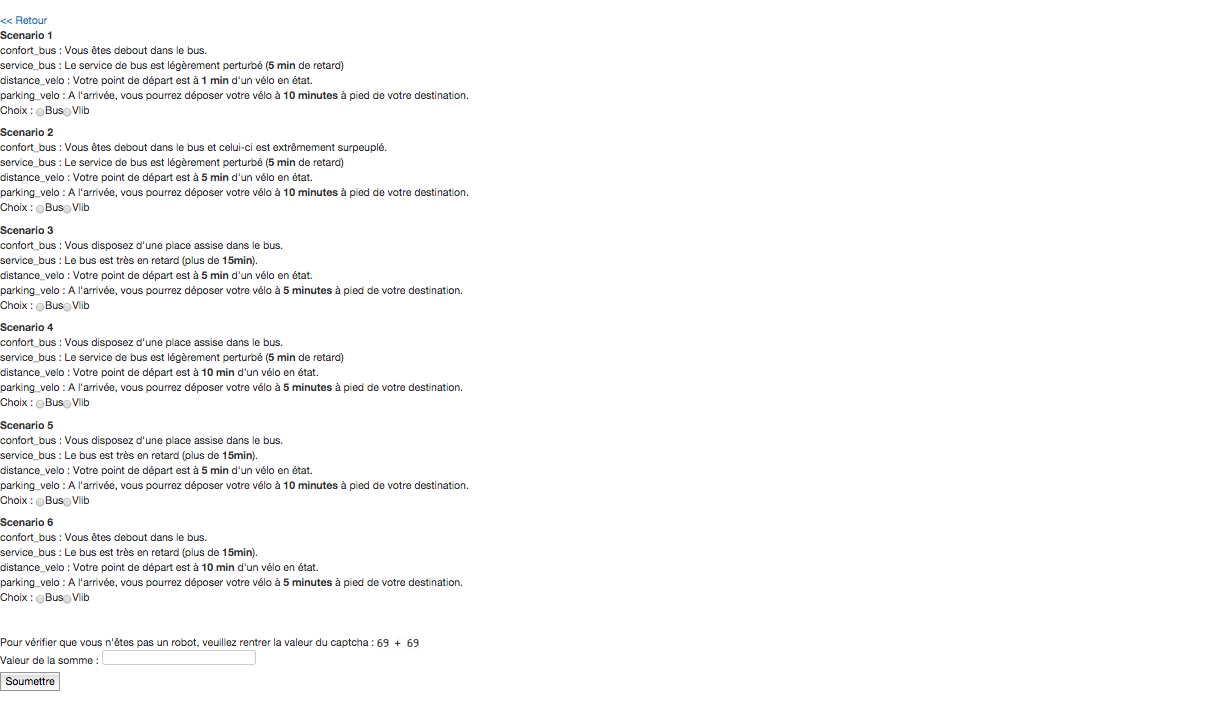 << Retour
Scenario 1
confort_bus : Vous êtes debout dans le bus.
service_bus : Le service de bus est légèrement perturbé (5 min de retard)
distance_velo : Votre point de départ est à 1 min d'un vélo en état.
parking_velo : A l'arrivée, vous pourrez déposer votre vélo à 10 minutes à pied de votre destination.
Choix : Bus Vlib
Scenario 2
confort_bus : Vous êtes debout dans le bus et celui-ci est extrêmement surpeuplé.
service_bus : Le service de bus est légèrement perturbé (5 min de retard)
distance_velo : Votre point de départ est à 5 min d'un vélo en état.
parking_velo : A l'arrivée, vous pourrez déposer votre vélo à 10 minutes à pied de votre destination.
Choix : Bus Vlib
Scenario 3
confort_bus : Vous disposez d'une place assise dans le bus.
service_bus : Le bus est très en retard (plus de 15min).
distance_velo : Votre point de départ est à 5 min d'un vélo en état.
parking_velo : A l'arrivée, vous pourrez déposer votre vélo à 5 minutes à pied de votre destination.
Choix : Bus Vlib
Scenario 4
confort_bus : Vous disposez d'une place assise dans le bus.
service_bus : Le service de bus est légèrement perturbé (5 min de retard)
distance_velo : Votre point de départ est à 10 min d'un vélo en état.
parking_velo : A l'arrivée, vous pourrez déposer votre vélo à 5 minutes à pied de votre destination.
Choix : Bus Vlib
Scenario 5
confort_bus : Vous disposez d'une place assise dans le bus.
service_bus : Le bus est très en retard (plus de 15min).
distance_velo : Votre point de départ est à 5 min d'un vélo en état.
parking_velo : A l'arrivée, vous pourrez déposer votre vélo à 10 minutes à pied de votre destination.
Choix : Bus Vlib
Scenario 6
confort_bus : Vous êtes debout dans le bus.
service_bus : Le bus est très en retard (plus de 15min).
distance_velo : Votre point de départ est à 10 min d'un vélo en état.
parking_velo : A l'arrivée, vous pourrez déposer votre vélo à 5 minutes à pied de votre destination.
Choix : Bus Vlib
Pour vérifier que vous n'êtes pas un robot, veuillez rentrer la valeur du captcha : 69 + 69
Valeur de la somme :
Soumettre